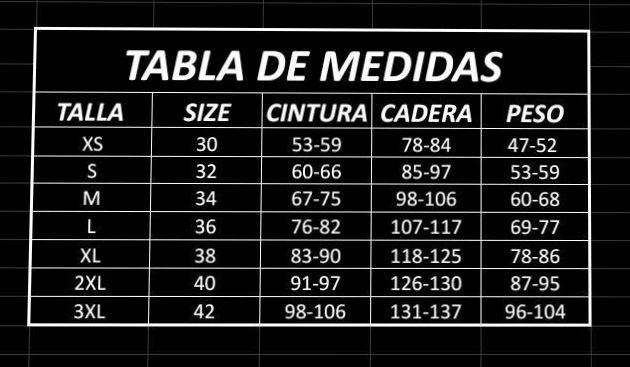 TABLA DE MEDIDAS
TALLA SIZE CINTURA CADERA PESO
XS 30 53-59 78-84 47-52
S 32 60-66 85-97 53-59
M 34 67-75 98-106 60-68
L 36 76-82 107-117 69-77
XL 38 83-90 118-125 78-86
2XL 40 91-97 126-130 87-95
3XL 42 98-106 131-137 96-104